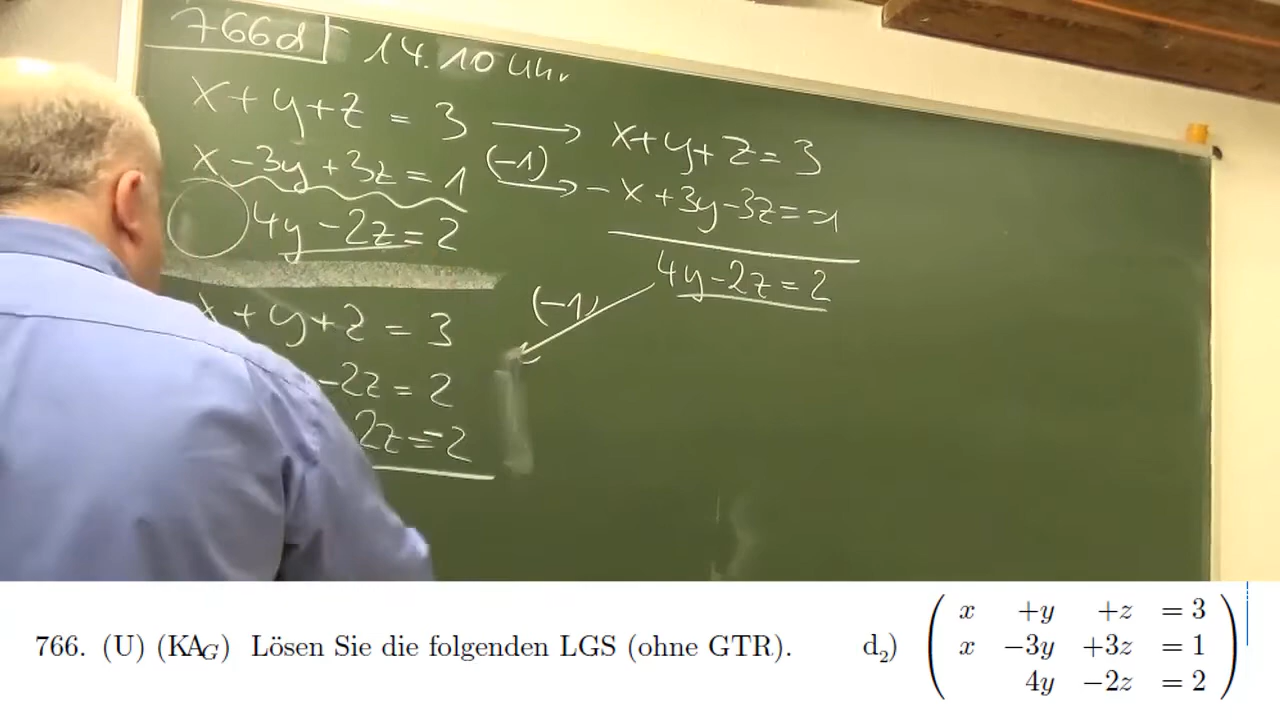 766d 14.10 Uhr
x+y+z = 3 → x+y+z=3
x-3y+3z=1 (-1) → -x+3y-3z=-1
4y-2z=2
4y-2z=2
(-1)
x+y+z=3
-2z=2
2z=-2
766. (U) (KA_G) Lösen Sie die folgenden LGS (ohne GTR). d₂)
x +y +z = 3
x −3y +3z = 1
4y −2z = 2